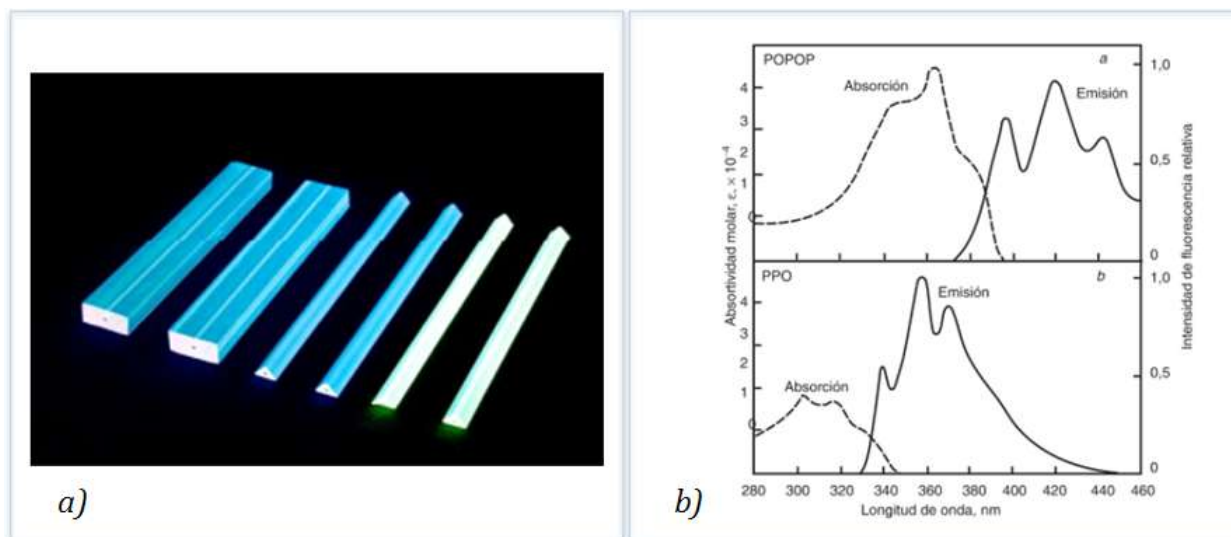 a)
POPOP
a
Absorción
Emisión
4
3
2
1
0
1,0
0,5
0
PPO
b
Emisión
Absorción
4
3
2
1
0
1,0
0,5
0
Absortividad molar, ε, × 10⁻⁴
Intensidad de fluorescencia relativa
280 300 320 340 360 380 400 420 440 460
Longitud de onda, nm
b)